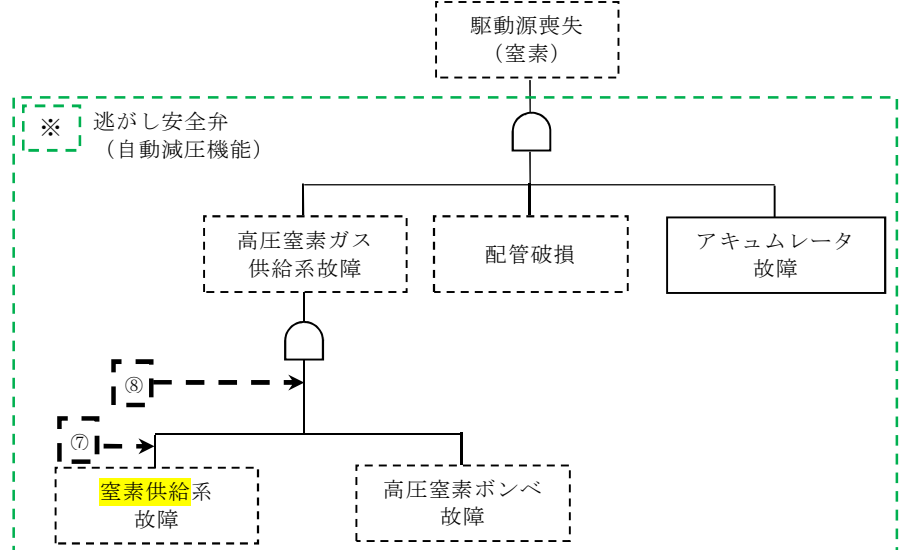 駆動源喪失
（窒素）
※
逃がし安全弁
（自動減圧機能）
高圧窒素ガス
供給系故障
配管破損
アキュムレータ
故障
⑧
⑦
窒素供給系
故障
高圧窒素ボンベ
故障